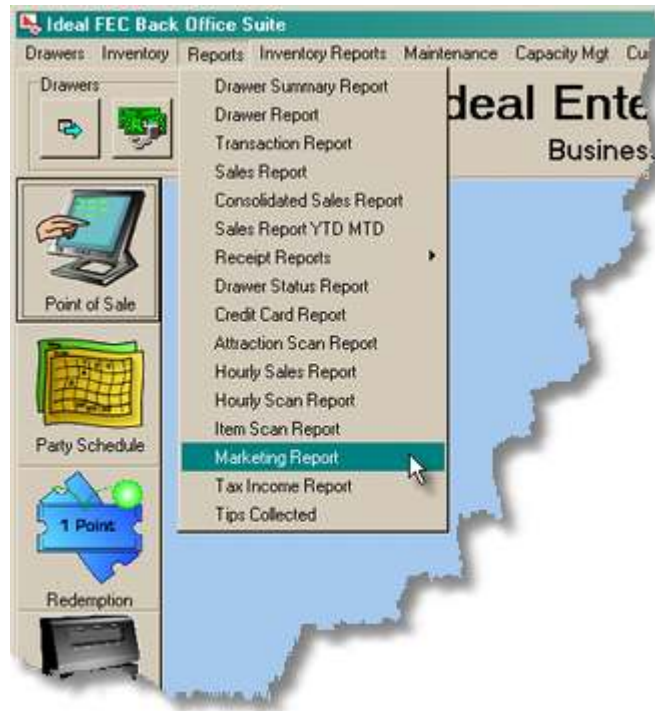 Ideal FEC Back Office Suite
Drawers Inventory Reports Inventory Reports Maintenance Capacity Mgt
Drawers
Drawer Summary Report
Drawer Report
Transaction Report
Sales Report
Consolidated Sales Report
Sales Report YTD MTD
Receipt Reports
Drawer Status Report
Credit Card Report
Attraction Scan Report
Hourly Sales Report
Hourly Scan Report
Item Scan Report
Marketing Report
Tax Income Report
Tips Collected
Point of Sale
Party Schedule
1 Point
Redemption